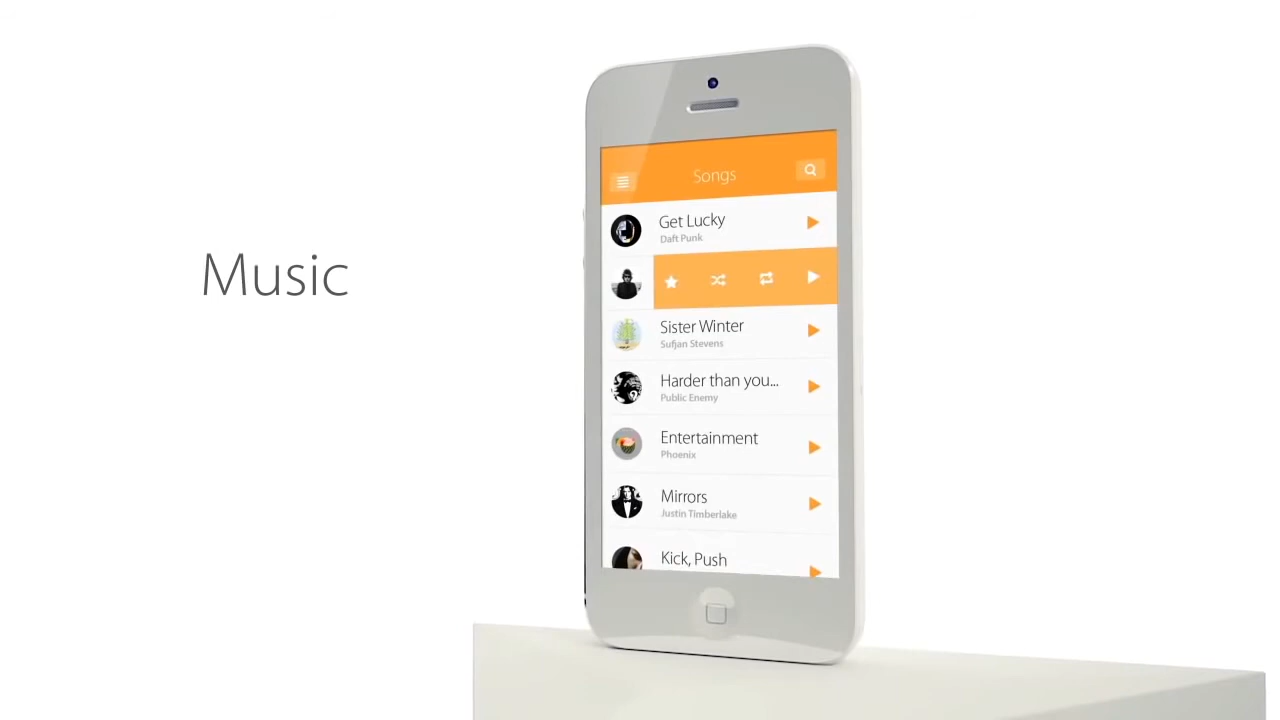 Music
Songs
Get Lucky
Daft Punk
Sister Winter
Sufjan Stevens
Harder than you...
Public Enemy
Entertainment
Phoenix
Mirrors
Justin Timberlake
Kick, Push